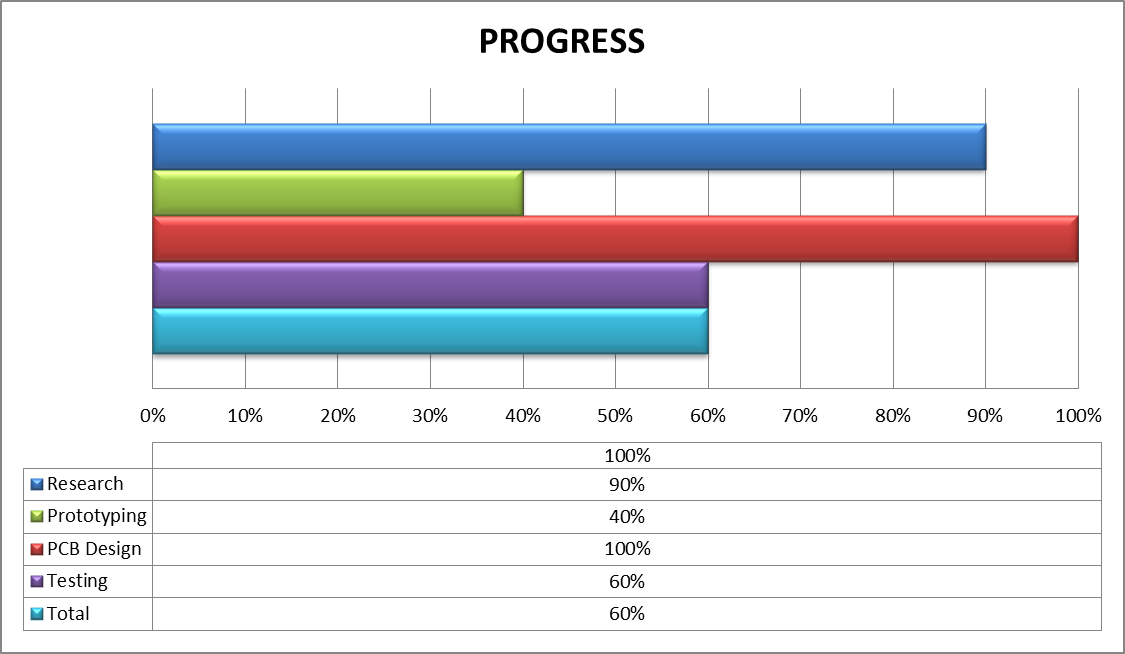 PROGRESS
0% 10% 20% 30% 40% 50% 60% 70% 80% 90% 100%
100%
Research 90%
Prototyping 40%
PCB Design 100%
Testing 60%
Total 60%